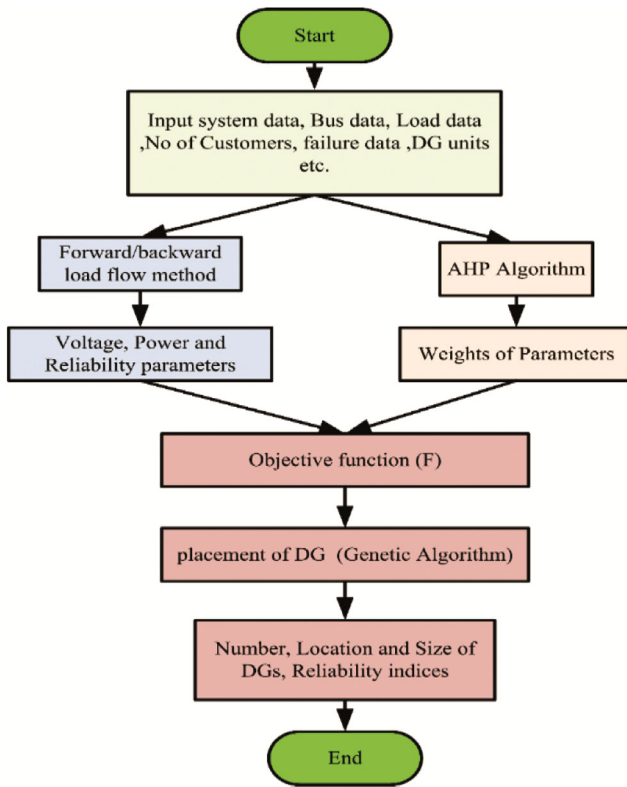 Start
Input system data, Bus data, Load data
,No of Customers, failure data ,DG units
etc.
Forward/backward
load flow method
AHP Algorithm
Voltage, Power and
Reliability parameters
Weights of Parameters
Objective function (F)
placement of DG (Genetic Algorithm)
Number, Location and Size of
DGs, Reliability indices
End